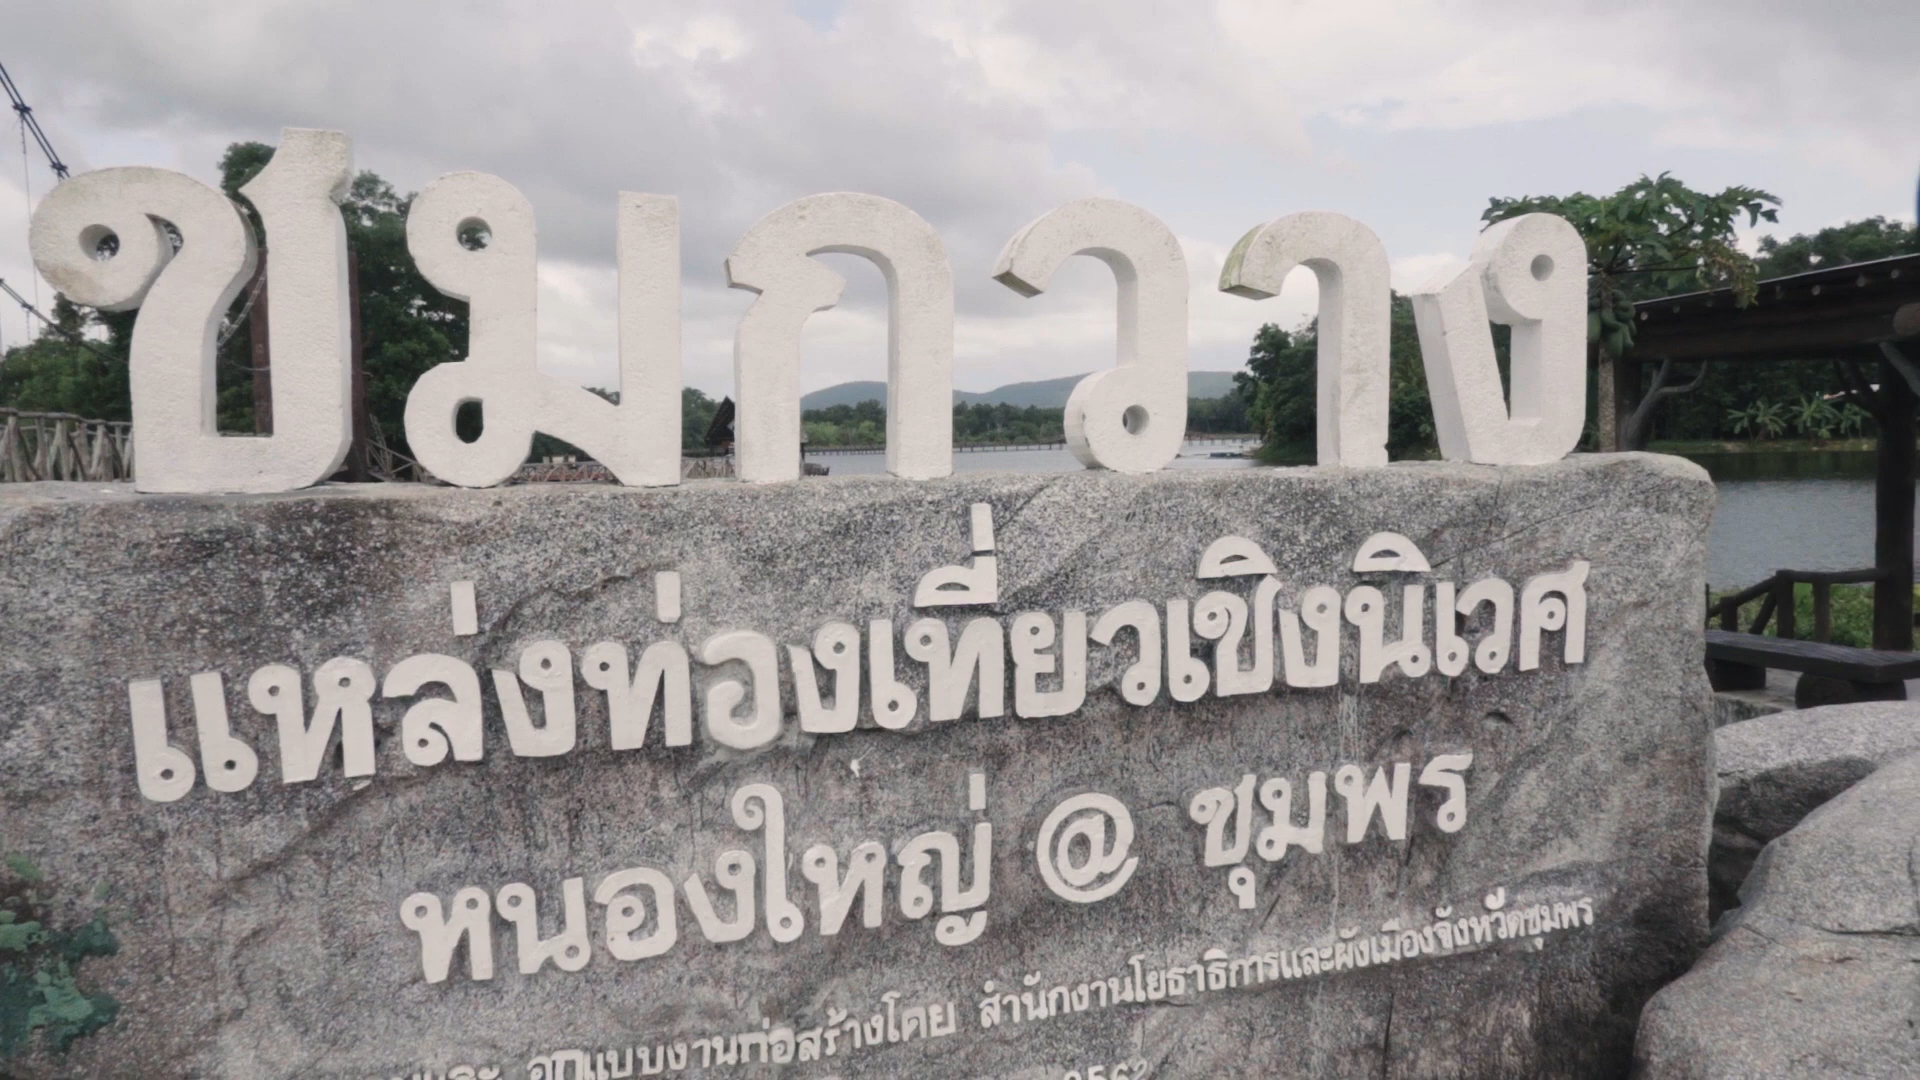 ชมกวาง
แหล่งท่องเที่ยวเชิงนิเวศ
หนองใหญ่ @ ชุมพร
ออกแบบงานก่อสร้างโดย สำนักงานโยธาธิการและผังเมืองจังหวัดชุมพร